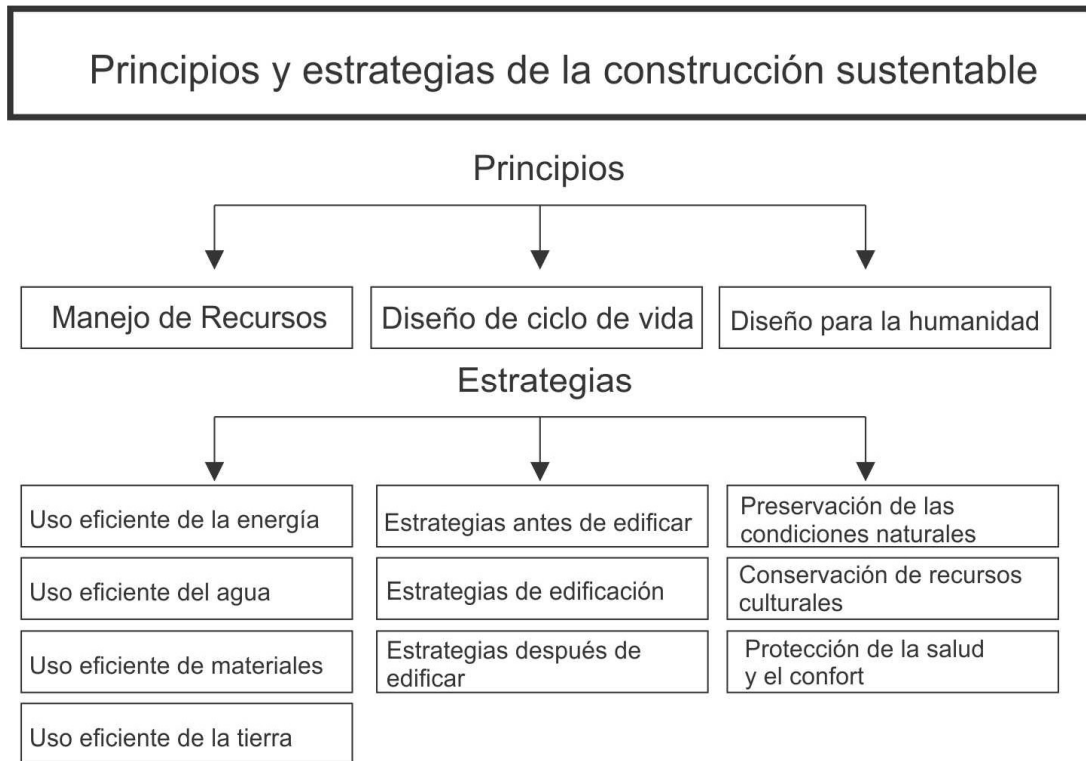 Principios y estrategias de la construcción sustentable
Principios
Manejo de Recursos
Diseño de ciclo de vida
Diseño para la humanidad
Estrategias
Uso eficiente de la energía
Uso eficiente del agua
Uso eficiente de materiales
Uso eficiente de la tierra
Estrategias antes de edificar
Estrategias de edificación
Estrategias después de
edificar
Preservación de las
condiciones naturales
Conservación de recursos
culturales
Protección de la salud
y el confort